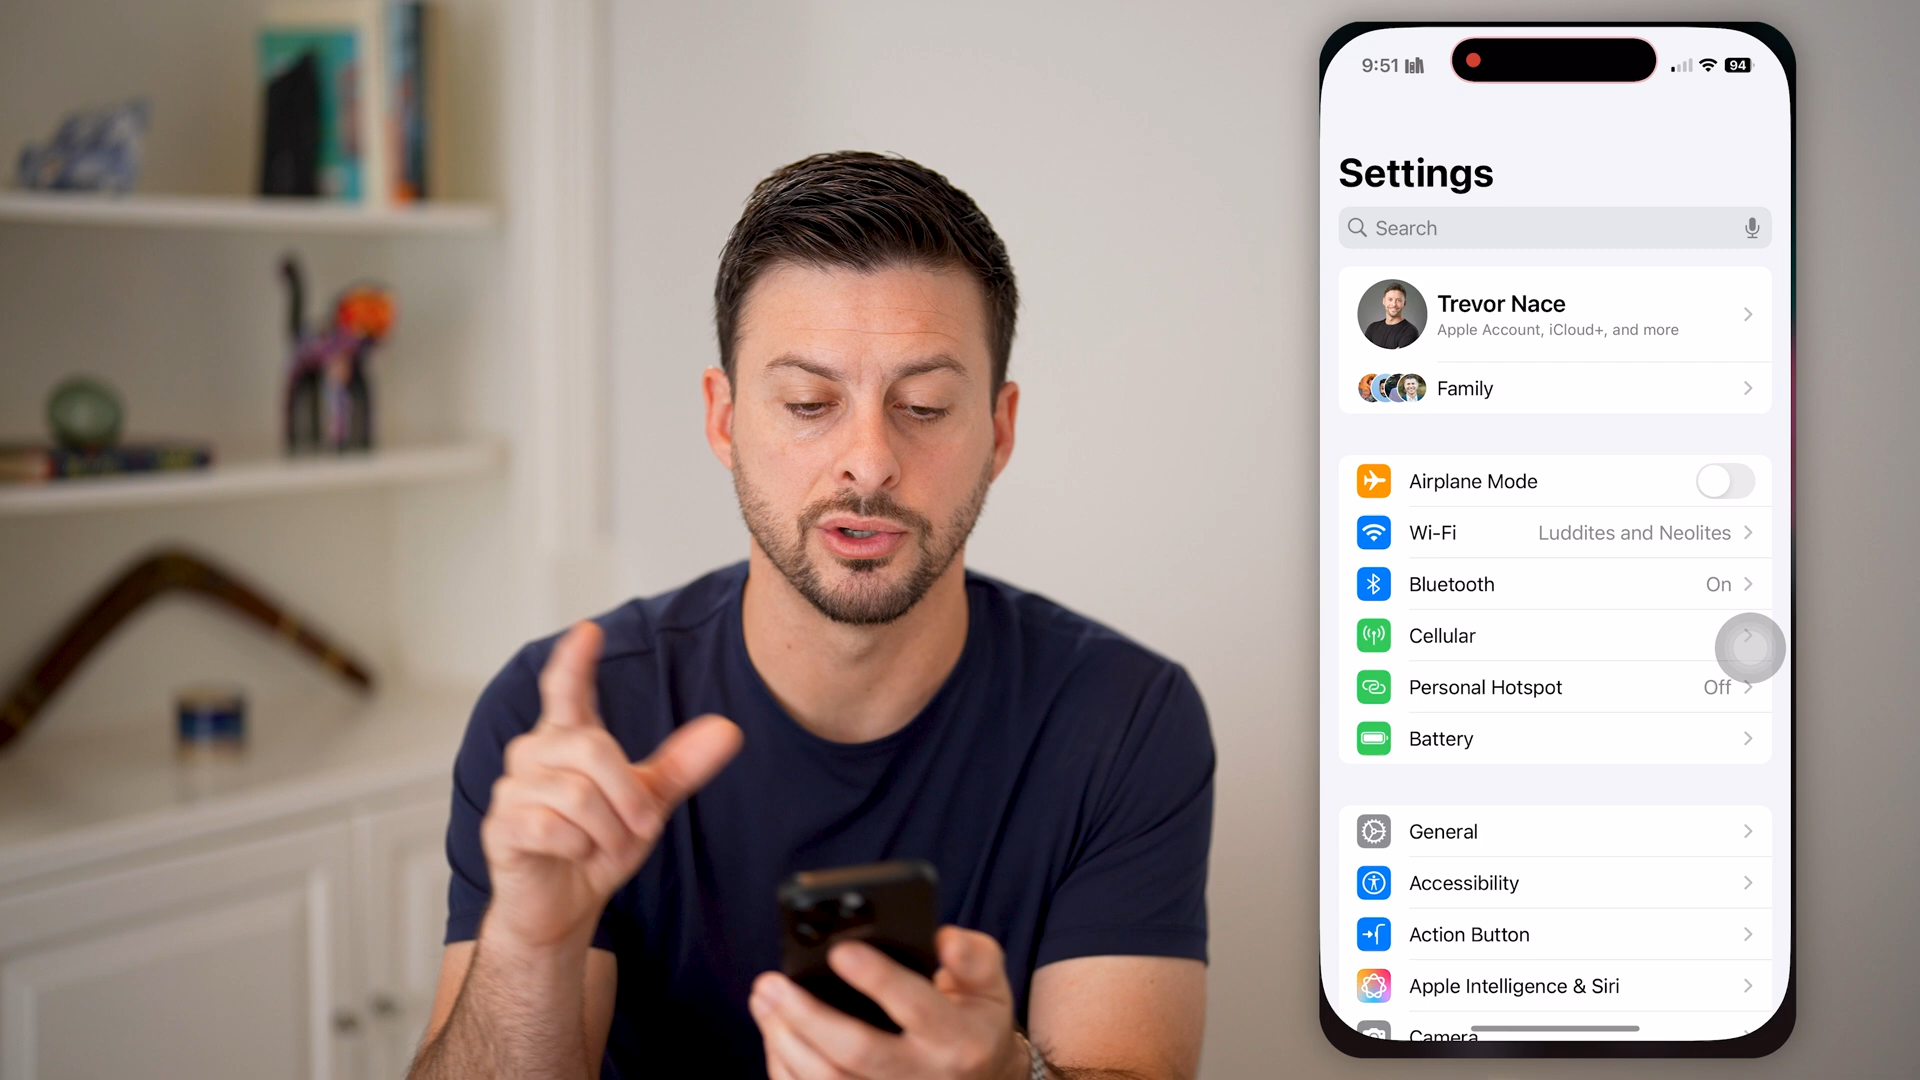 9:51
94
Settings
Search
Trevor Nace
Apple Account, iCloud+, and more
Family
Airplane Mode
Wi-Fi Luddites and Neolites
Bluetooth On
Cellular
Personal Hotspot Off
Battery
General
Accessibility
Action Button
Apple Intelligence & Siri
Camera